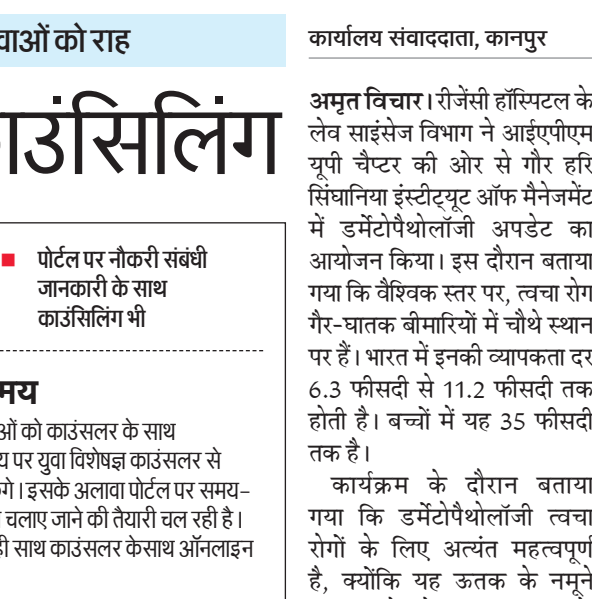 वाओं को राह
काउंसिलिंग
पोर्टल पर नौकरी संबंधी
जानकारी के साथ
काउंसिलिंग भी
मय
ओं को काउंसलर के साथ
य पर युवा विशेषज्ञ काउंसलर से
गे। इसके अलावा पोर्टल पर समय-
चलाए जाने की तैयारी चल रही है।
ही साथ काउंसलर केसाथ ऑनलाइन
कार्यालय संवाददाता, कानपुर
अमृत विचार। रीजेंसी हॉस्पिटल के
लेव साइंसेज विभाग ने आईएपीएम
यूपी चैप्टर की ओर से गौर हरि
सिंघानिया इंस्टीट्यूट ऑफ मैनेजमेंट
में डर्मेटोपैथोलॉजी अपडेट का
आयोजन किया। इस दौरान बताया
गया कि वैश्विक स्तर पर, त्वचा रोग
गैर-घातक बीमारियों में चौथे स्थान
पर हैं। भारत में इनकी व्यापकता दर
6.3 फीसदी से 11.2 फीसदी तक
होती है। बच्चों में यह 35 फीसदी
तक है।
कार्यक्रम के दौरान बताया
गया कि डर्मेटोपैथोलॉजी त्वचा
रोगों के लिए अत्यंत महत्वपूर्ण
है, क्योंकि यह ऊतक के नमूने